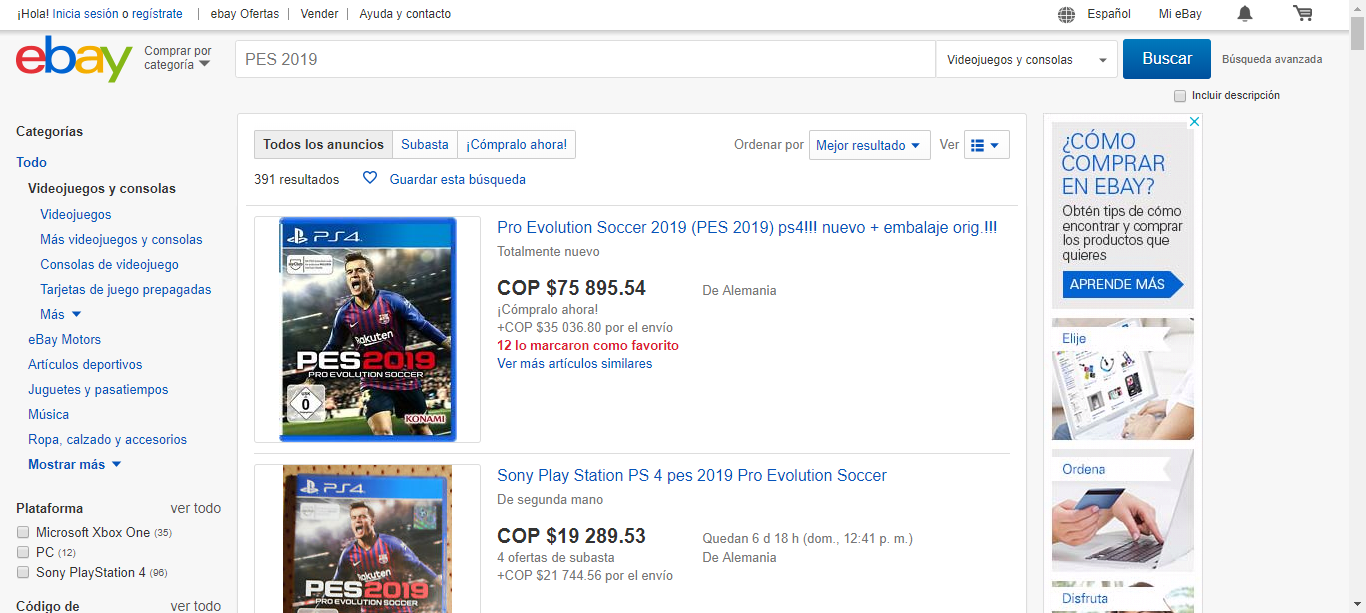 ¡Hola! Inicia sesión o regístrate | ebay Ofertas | Vender | Ayuda y contacto
Español Mi eBay
ebay
Comprar por
categoría
PES 2019
Videojuegos y consolas
Buscar
Búsqueda avanzada
Incluir descripción
Categorías
Todo
Videojuegos y consolas
Videojuegos
Más videojuegos y consolas
Consolas de videojuego
Tarjetas de juego prepagadas
Más
eBay Motors
Artículos deportivos
Juguetes y pasatiempos
Música
Ropa, calzado y accesorios
Mostrar más
Plataforma ver todo
Microsoft Xbox One (35)
PC (12)
Sony PlayStation 4 (96)
Código de ver todo
Todos los anuncios Subasta ¡Cómpralo ahora!
Ordenar por Mejor resultado Ver
391 resultados Guardar esta búsqueda
PS4
Rakuten
PES2019
PRO EVOLUTION SOCCER
0
KONAMI
Pro Evolution Soccer 2019 (PES 2019) ps4!!! nuevo + embalaje orig.!!!
Totalmente nuevo
COP $75 895.54 De Alemania
¡Cómpralo ahora!
+COP $35 036.80 por el envío
12 lo marcaron como favorito
Ver más artículos similares
PS4
Rakuten
PES2019
PRO EVOLUTION SOCCER
Sony Play Station PS 4 pes 2019 Pro Evolution Soccer
De segunda mano
COP $19 289.53 Quedan 6 d 18 h (dom., 12:41 p. m.)
4 ofertas de subasta De Alemania
+COP $21 744.56 por el envío
¿CÓMO
COMPRAR
EN EBAY?
Obtén tips de cómo
encontrar y comprar
los productos que
quieres
APRENDE MÁS
Elije
Ordena
Disfruta